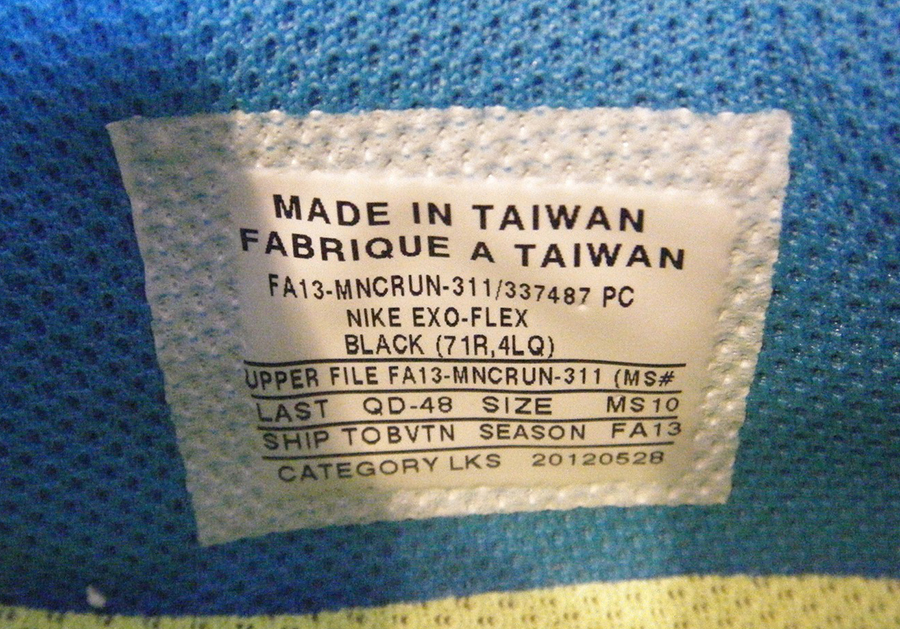 MADE IN TAIWAN
FABRIQUE A TAIWAN
FA13-MNCRUN-311/337487 PC
NIKE EXO-FLEX
BLACK (71R,4LQ)
UPPER FILE FA13-MNCRUN-311 (MS#
LAST QD-48 SIZE MS10
SHIP TOBVTN SEASON FA13
CATEGORY LKS 20120528